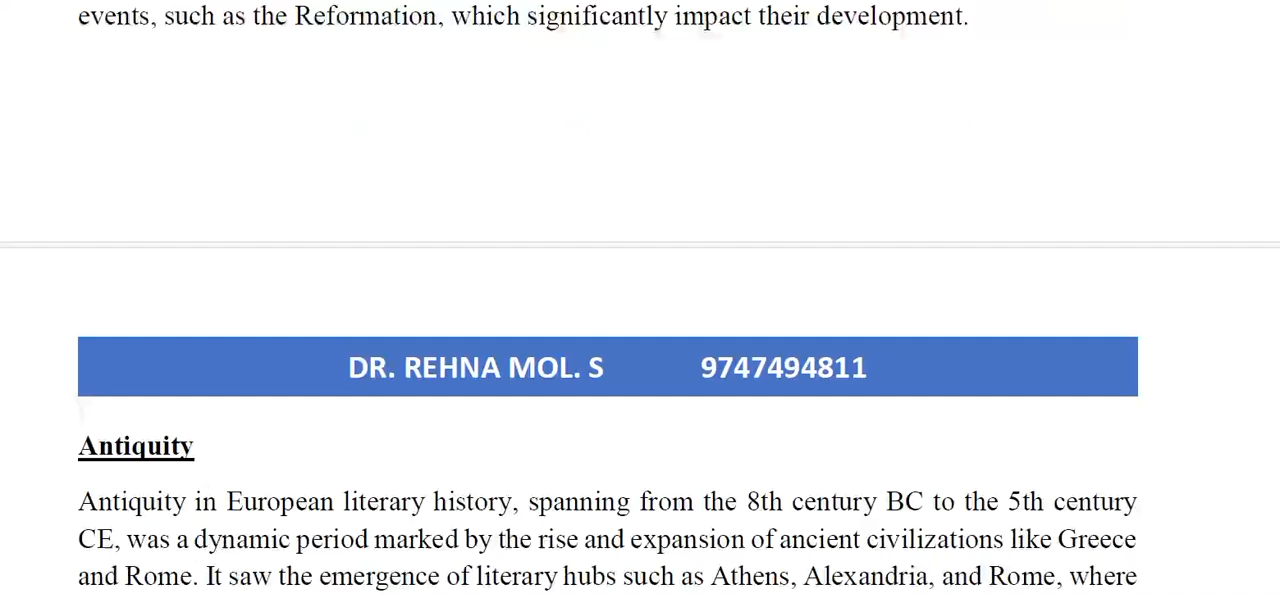 events, such as the Reformation, which significantly impact their development.
DR. REHNA MOL. S 9747494811
Antiquity
Antiquity in European literary history, spanning from the 8th century BC to the 5th century
CE, was a dynamic period marked by the rise and expansion of ancient civilizations like Greece
and Rome. It saw the emergence of literary hubs such as Athens, Alexandria, and Rome, where